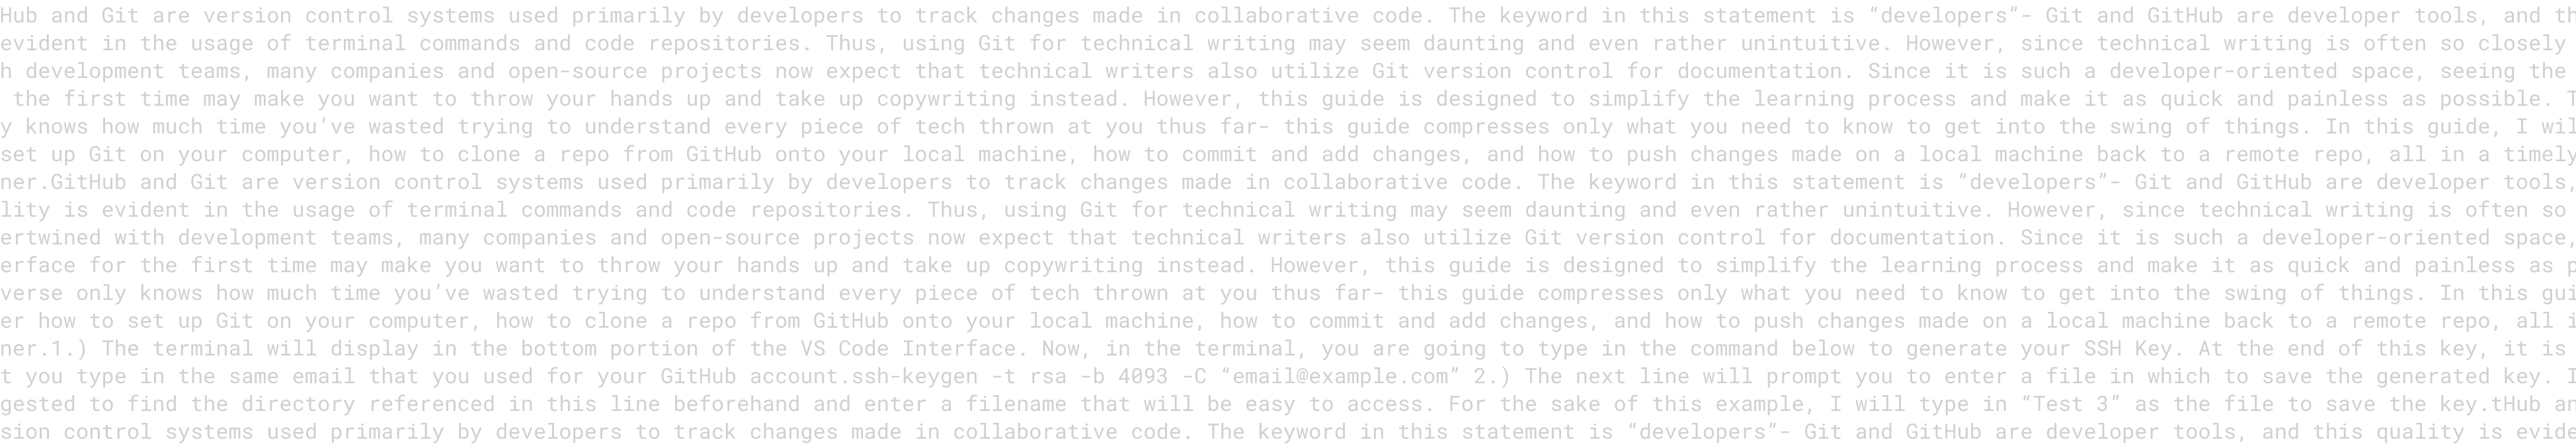 Hub and Git are version control systems used primarily by developers to track changes made in collaborative code. The keyword in this statement is “developers”- Git and GitHub are developer tools, and th
evident in the usage of terminal commands and code repositories. Thus, using Git for technical writing may seem daunting and even rather unintuitive. However, since technical writing is often so closely
h development teams, many companies and open-source projects now expect that technical writers also utilize Git version control for documentation. Since it is such a developer-oriented space, seeing the
the first time may make you want to throw your hands up and take up copywriting instead. However, this guide is designed to simplify the learning process and make it as quick and painless as possible. T
y knows how much time you’ve wasted trying to understand every piece of tech thrown at you thus far- this guide compresses only what you need to know to get into the swing of things. In this guide, I wil
set up Git on your computer, how to clone a repo from GitHub onto your local machine, how to commit and add changes, and how to push changes made on a local machine back to a remote repo, all in a timely
ner.GitHub and Git are version control systems used primarily by developers to track changes made in collaborative code. The keyword in this statement is “developers”- Git and GitHub are developer tools,
lity is evident in the usage of terminal commands and code repositories. Thus, using Git for technical writing may seem daunting and even rather unintuitive. However, since technical writing is often so
ertwined with development teams, many companies and open-source projects now expect that technical writers also utilize Git version control for documentation. Since it is such a developer-oriented space,
erface for the first time may make you want to throw your hands up and take up copywriting instead. However, this guide is designed to simplify the learning process and make it as quick and painless as p
verse only knows how much time you’ve wasted trying to understand every piece of tech thrown at you thus far- this guide compresses only what you need to know to get into the swing of things. In this gui
er how to set up Git on your computer, how to clone a repo from GitHub onto your local machine, how to commit and add changes, and how to push changes made on a local machine back to a remote repo, all i
ner.1.) The terminal will display in the bottom portion of the VS Code Interface. Now, in the terminal, you are going to type in the command below to generate your SSH Key. At the end of this key, it is
t you type in the same email that you used for your GitHub account.ssh-keygen -t rsa -b 4093 -C “email@example.com” 2.) The next line will prompt you to enter a file in which to save the generated key. I
gested to find the directory referenced in this line beforehand and enter a filename that will be easy to access. For the sake of this example, I will type in “Test 3” as the file to save the key.tHub an
sion control systems used primarily by developers to track changes made in collaborative code. The keyword in this statement is “developers”- Git and GitHub are developer tools, and this quality is evide